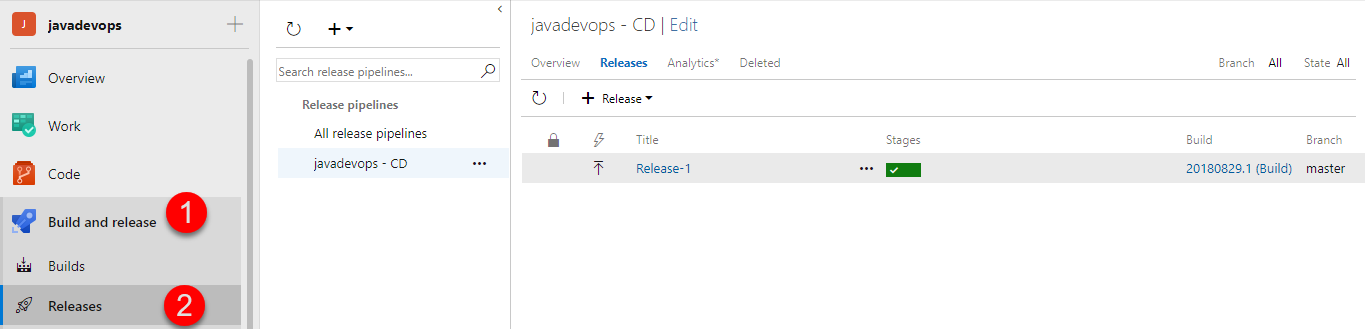 J javadevops
Overview
Work
Code
Build and release 1
Builds
Releases 2
Search release pipelines...
Release pipelines
All release pipelines
javadevops - CD
javadevops - CD | Edit
Overview Releases Analytics* Deleted Branch All State All
Release
Title Stages Build Branch
Release-1 20180829.1 (Build) master